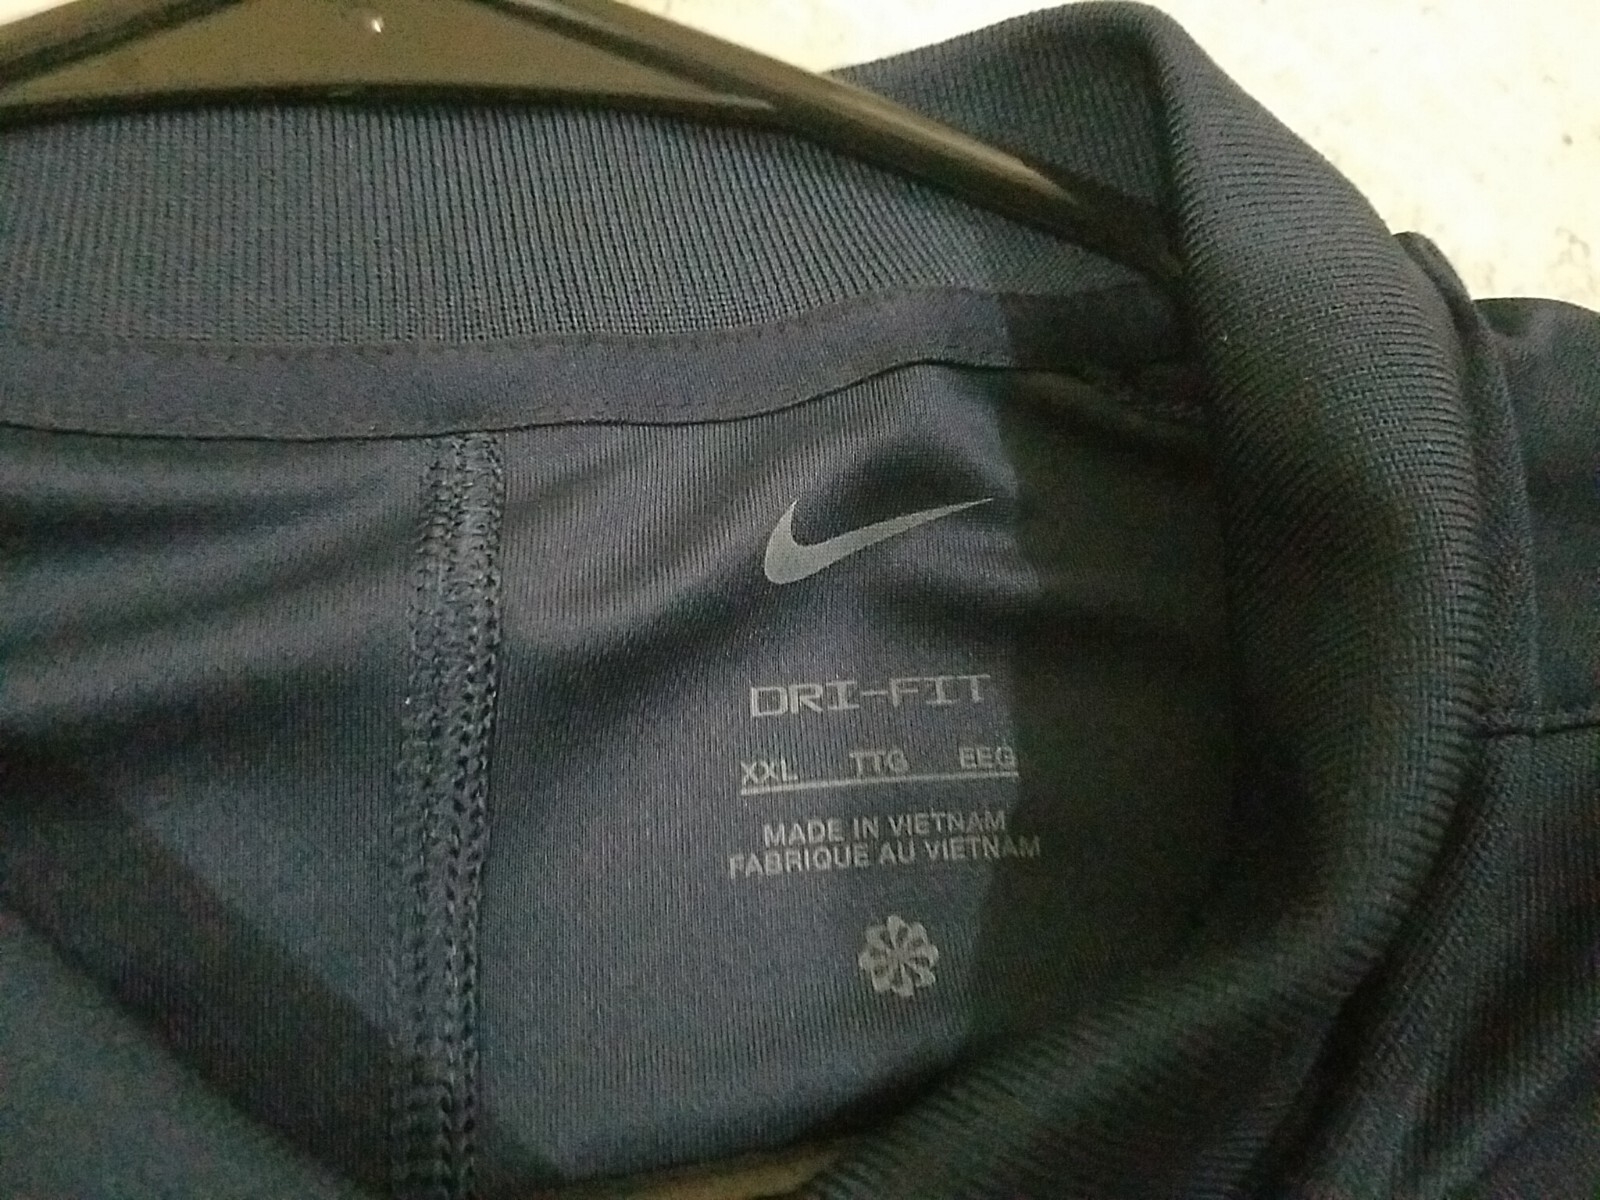 DRI-FIT
XXL TTG EEG
MADE IN VIETNAM
FABRIQUE AU VIETNAM